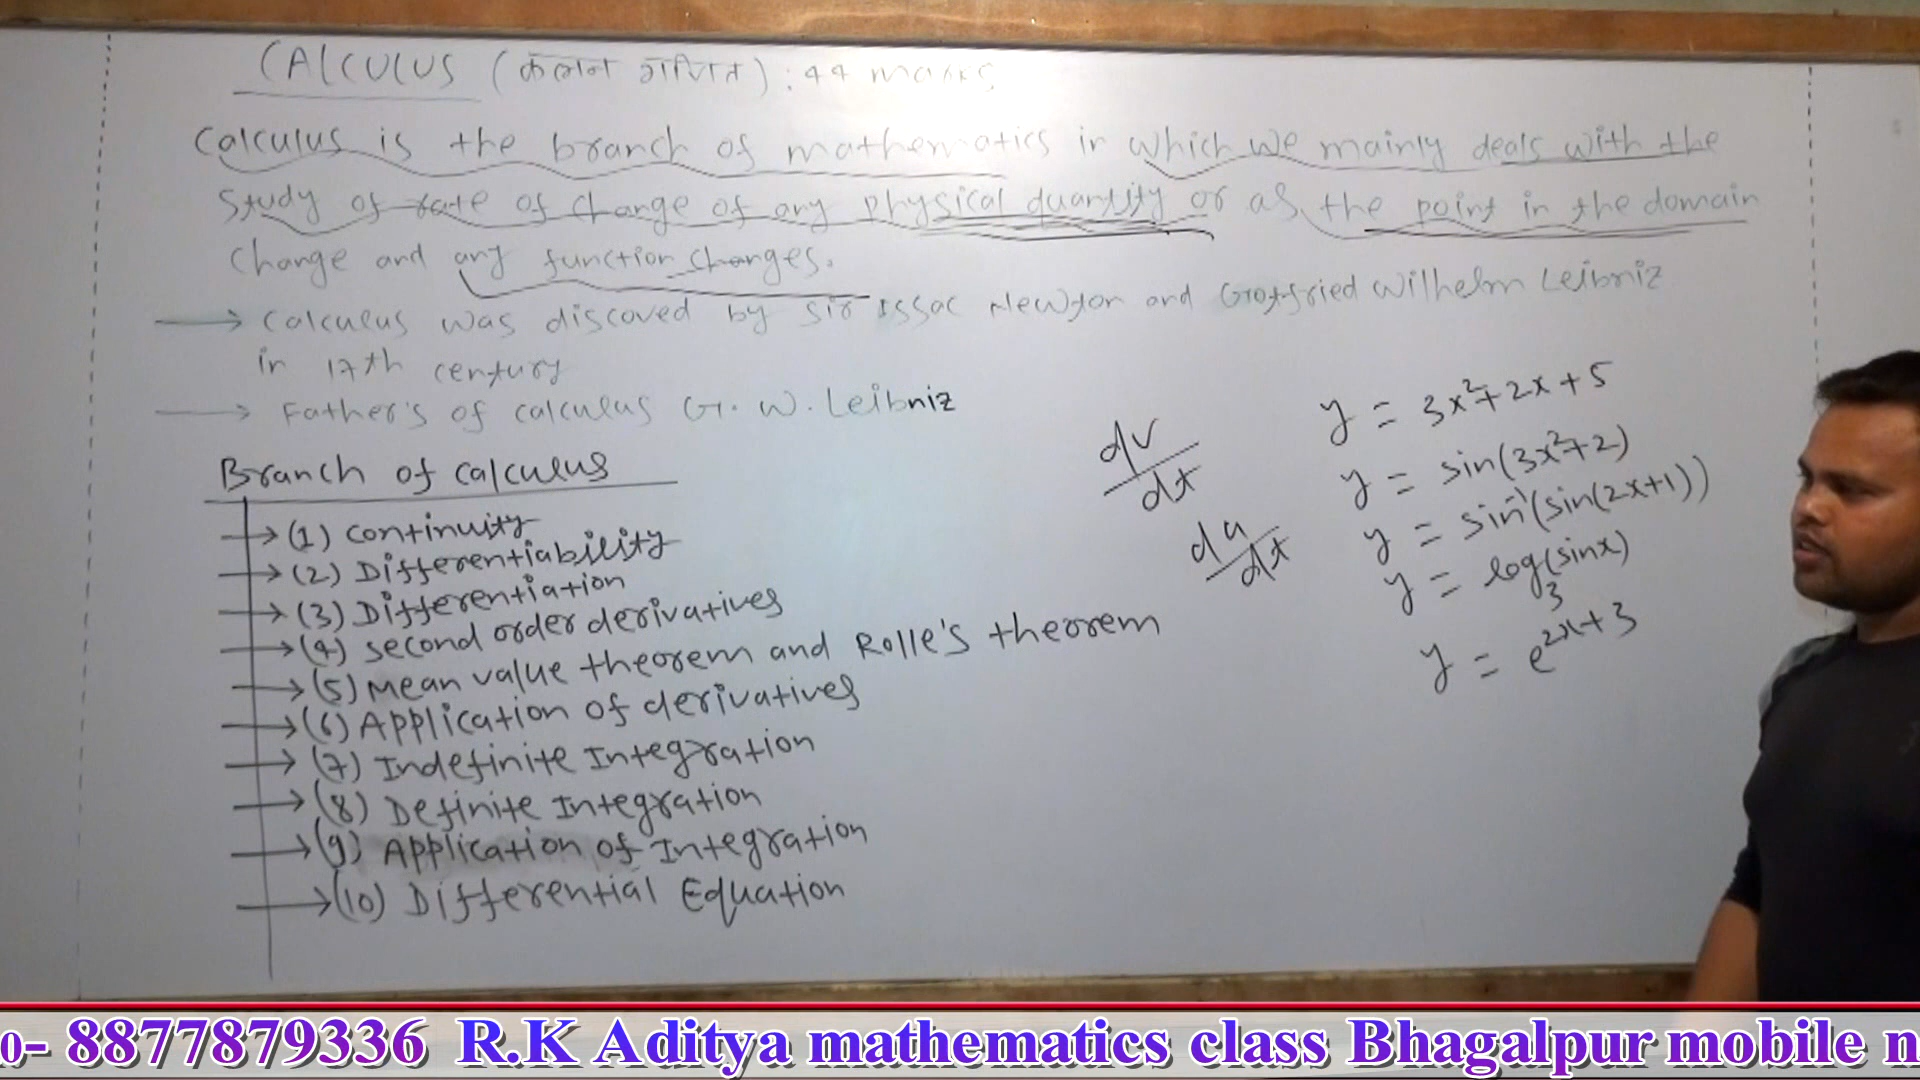 CALCULUS (कलन गणित) : 44 marks
Calculus is the branch of mathematics in which we mainly deals with the
study of rate of change of any physical quantity or as the point in the domain
change and any function changes.
→ calculus was discoved by sir Issac Newton and Gottfried Wilhelm Leibniz
in 17th century
→ Father's of calculus G. W. Leibniz
Branch of calculus
→ (1) continuity
→ (2) Differentiability
→ (3) Differentiation
→ (4) second order derivatives
→ (5) Mean value theorem and Rolle's theorem
→ (6) Application of derivatives
→ (7) Indefinite Integration
→ (8) Definite Integration
→ (9) Application of Integration
→ (10) Differential Equation
dv/dt
da/dt
y = 3x²+2x+5
y = sin(3x²+2)
y = sin⁻¹(sin(2x+1))
y = log₃(sinx)
y = e^(2x+3)
o- 8877879336 R.K Aditya mathematics class Bhagalpur mobile n